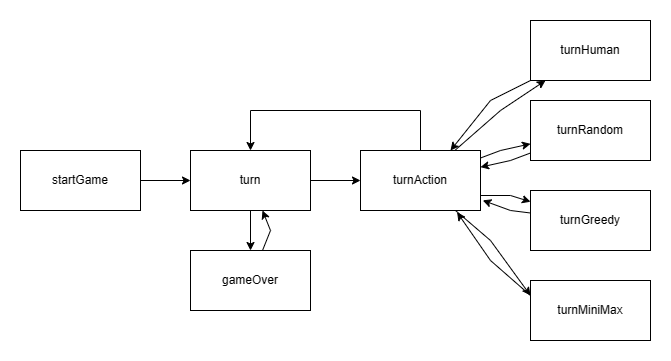 turnHuman
turnRandom
startGame
turn
turnAction
turnGreedy
gameOver
turnMiniMax